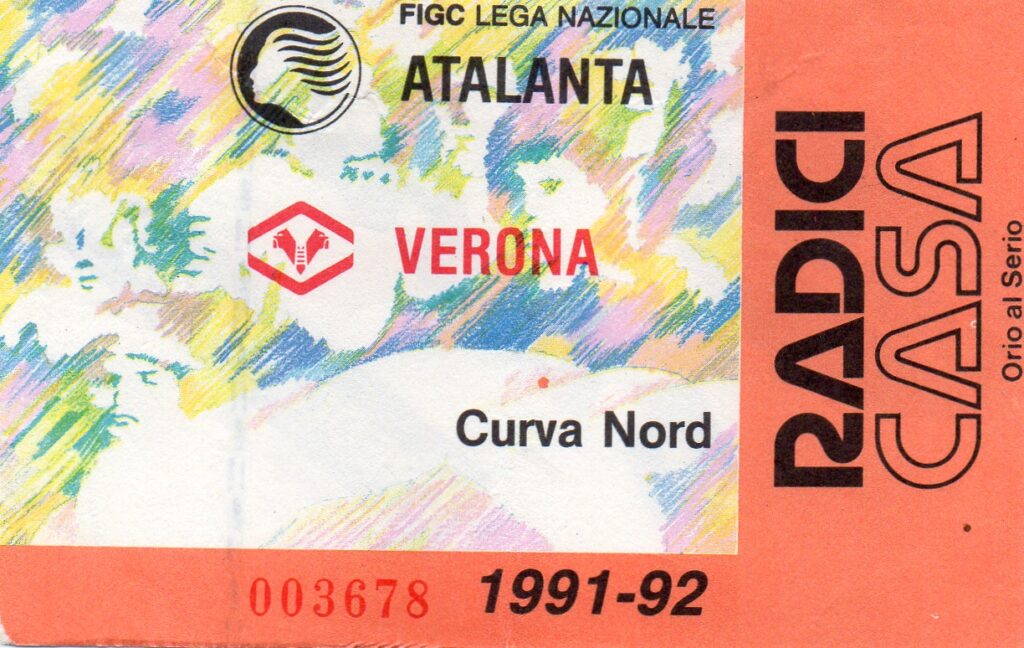 FIGC LEGA NAZIONALE
ATALANTA
VERONA
Curva Nord
003678
1991-92
RADICI
CASA
Orio al Serio